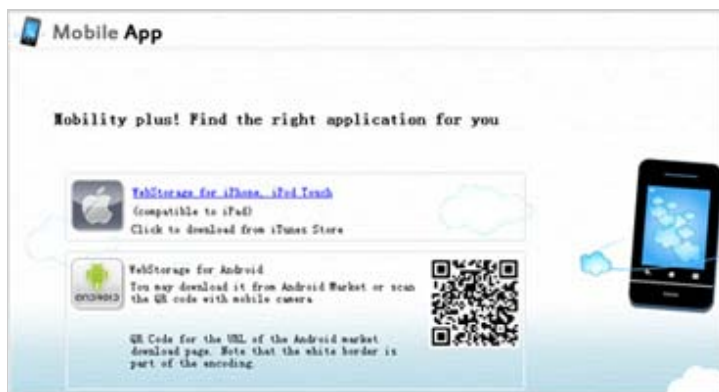 Mobile App
Mobility plus! Find the right application for you
WebStorage for iPhone, iPod Touch
(compatible to iPad)
Click to download from iTunes Store
WebStorage for Android
You may download it from Android Market or scan
the QR code with mobile camera
ANDROID
QR Code for the URL of the Android market
download page. Note that the white border is
part of the encoding.